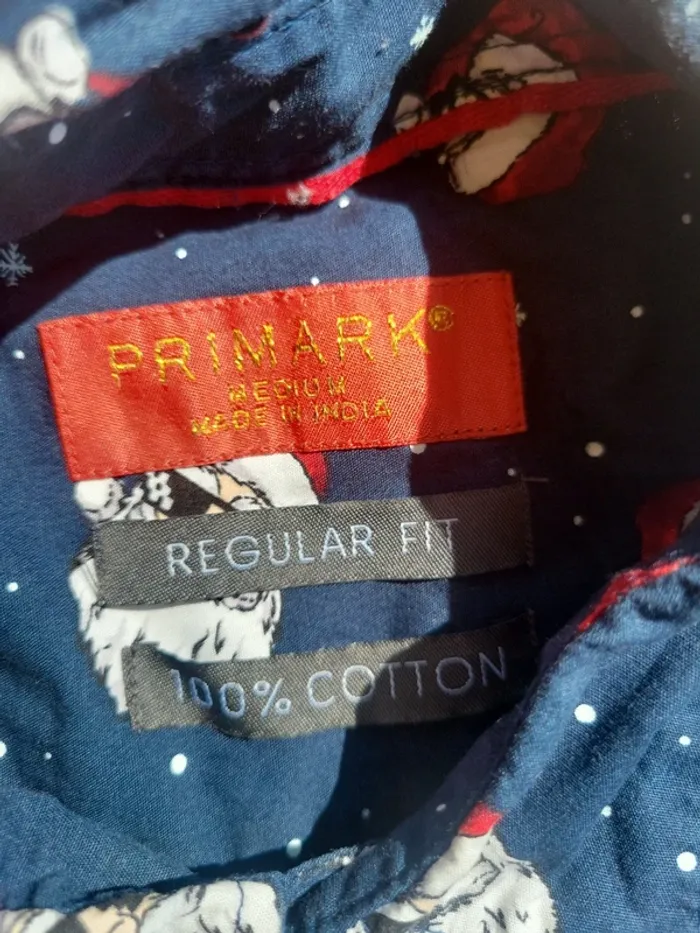 PRIMARK®
MEDIUM
MADE IN INDIA
REGULAR FIT
100% COTTON